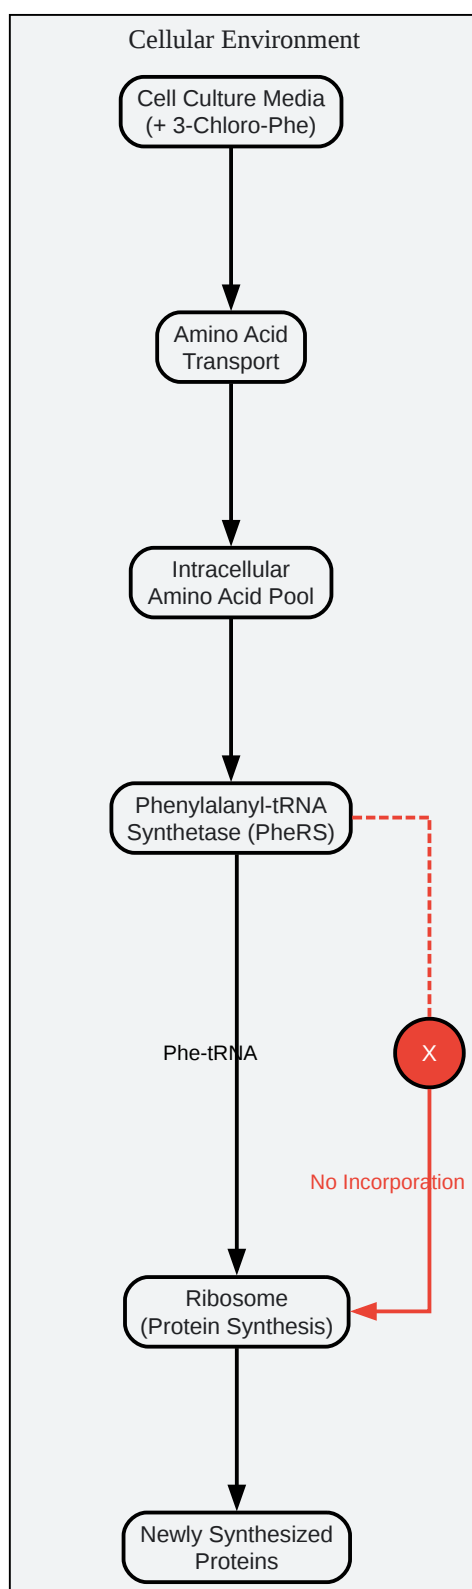 Cellular Environment
Cell Culture Media
(+ 3-Chloro-Phe)
Amino Acid
Transport
Intracellular
Amino Acid Pool
Phenylalanyl-tRNA
Synthetase (PheRS)
Phe-tRNA
X
No Incorporation
Ribosome
(Protein Synthesis)
Newly Synthesized
Proteins